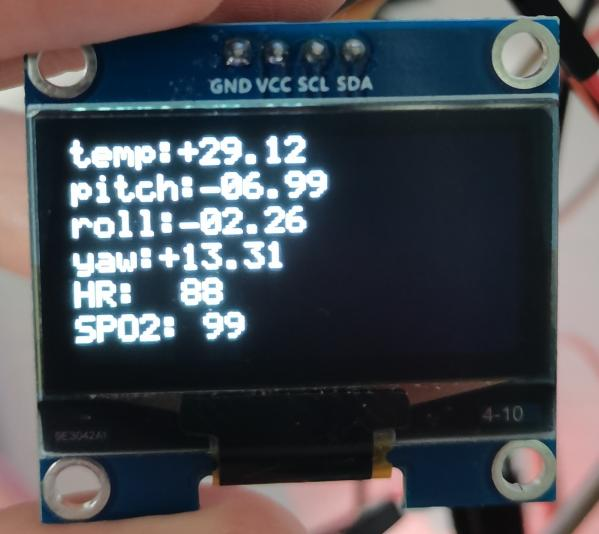 GND VCC SCL SDA
temp:+29.12
pitch:-06.99
roll:-02.26
yaw:+13.31
HR: 88
SPO2: 99
4-10
9E3042A1